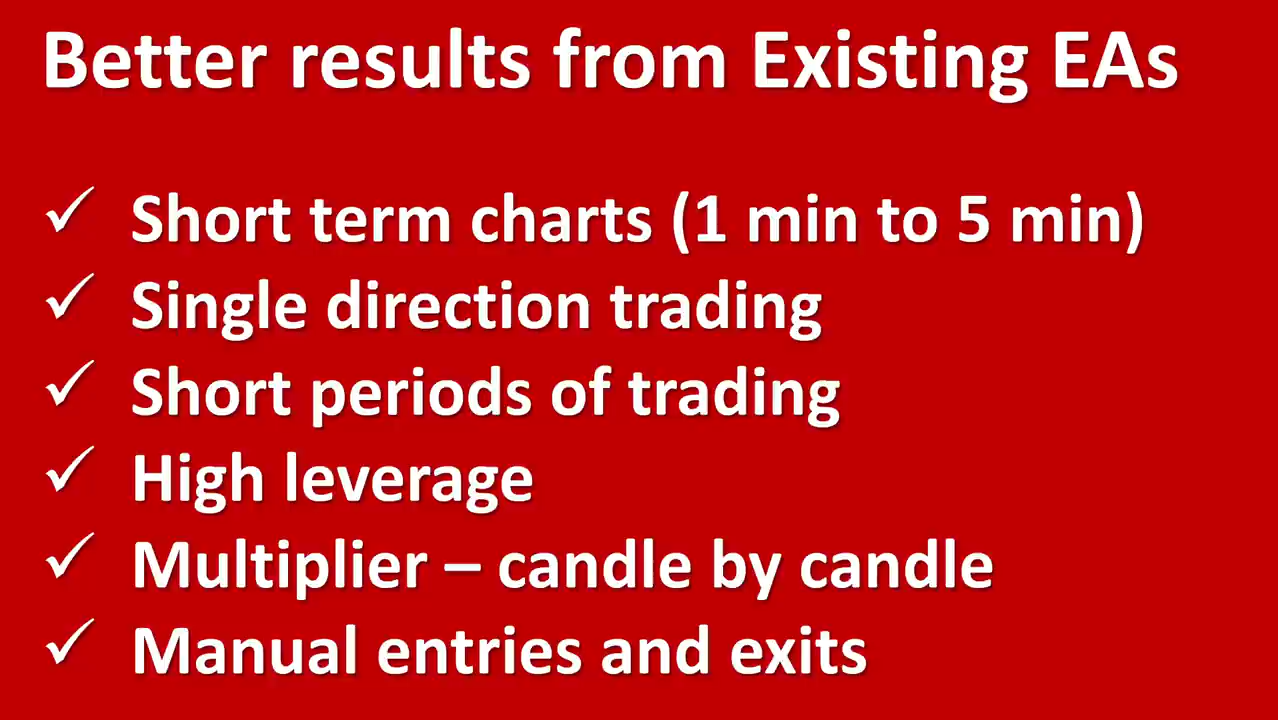 Better results from Existing EAs
✓ Short term charts (1 min to 5 min)
✓ Single direction trading
✓ Short periods of trading
✓ High leverage
✓ Multiplier – candle by candle
✓ Manual entries and exits